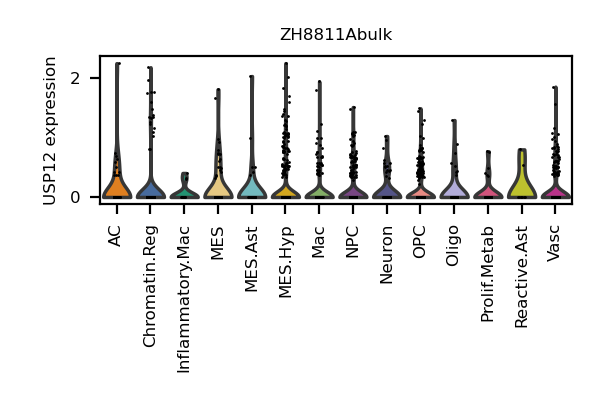 ZH8811Abulk
USP12 expression
2
0
AC
Chromatin.Reg
Inflammatory.Mac
MES
MES.Ast
MES.Hyp
Mac
NPC
Neuron
OPC
Oligo
Prolif.Metab
Reactive.Ast
Vasc